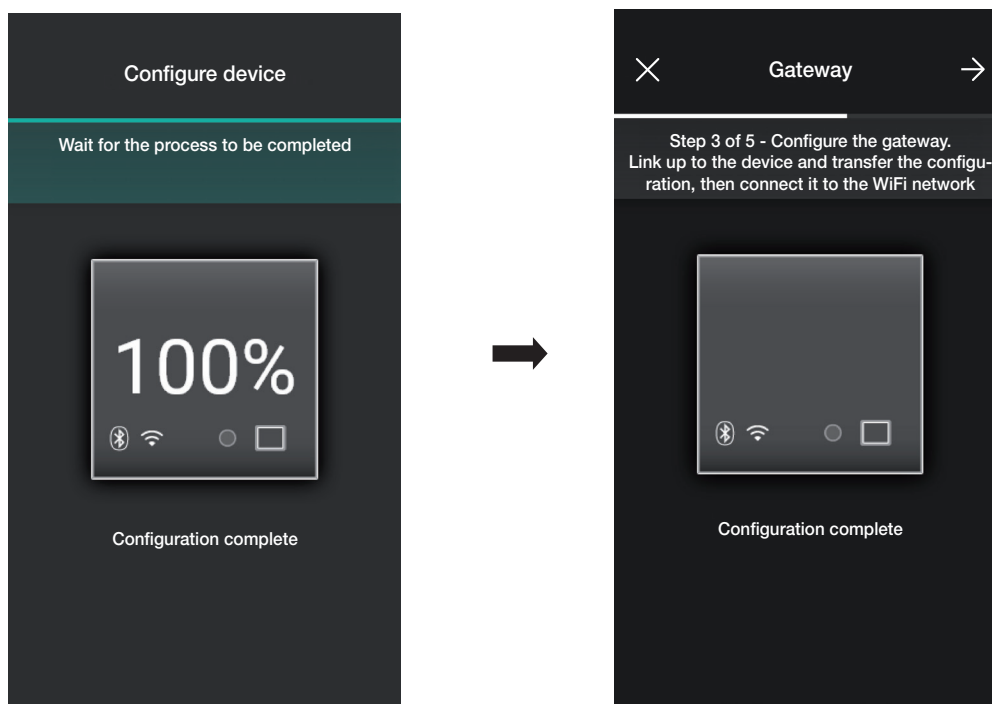 Configure device
Wait for the process to be completed
100%
Configuration complete
Gateway
Step 3 of 5 - Configure the gateway.
Link up to the device and transfer the configu-
ration, then connect it to the WiFi network
Configuration complete